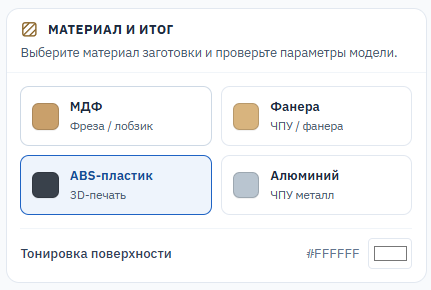 МАТЕРИАЛ И ИТОГ
Выберите материал заготовки и проверьте параметры модели.
МДФ
Фреза / лобзик
Фанера
ЧПУ / фанера
ABS-пластик
3D-печать
Алюминий
ЧПУ металл
Тонировка поверхности
#FFFFFF